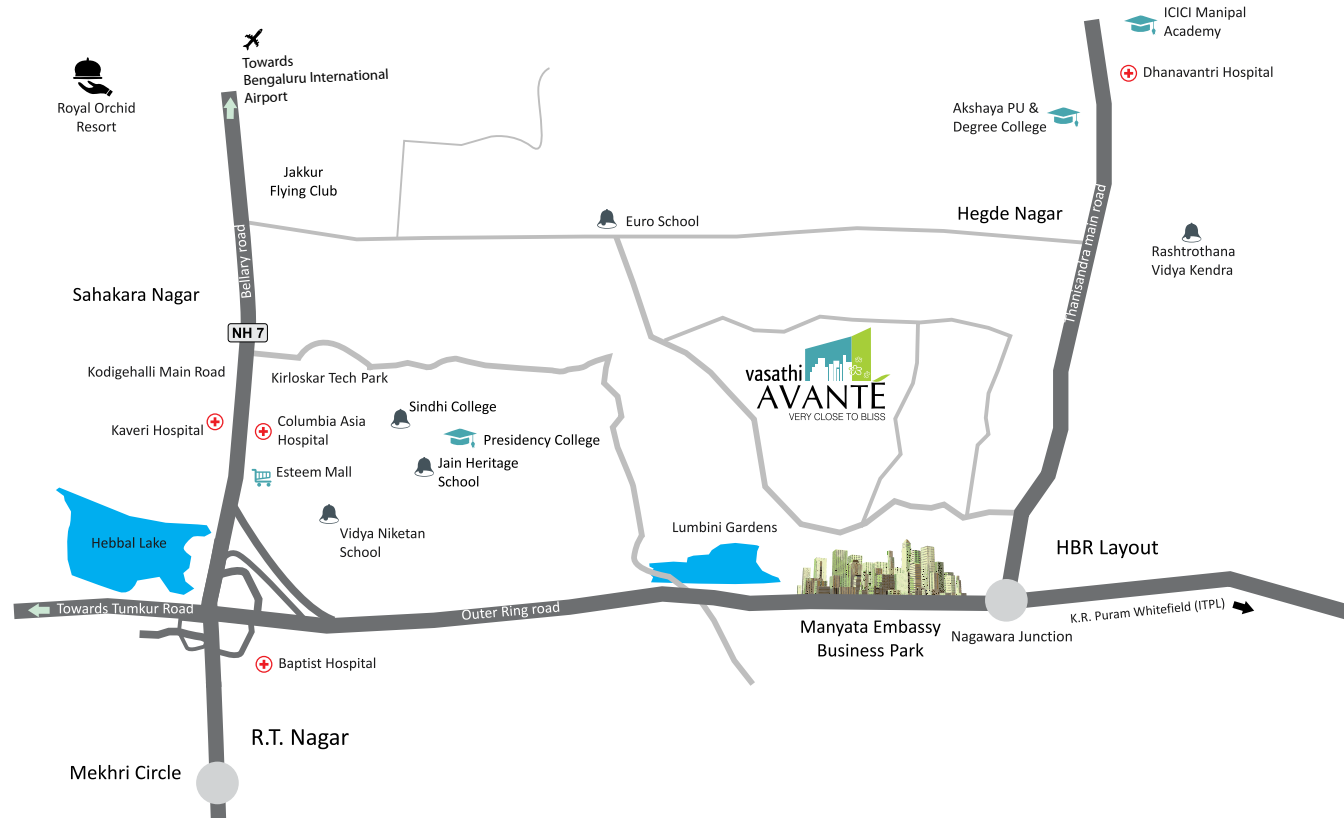 ICICI Manipal
Academy
Towards
Bengaluru International
Airport
Dhanavantri Hospital
Royal Orchid
Resort
Akshaya PU &
Degree College
Jakkur
Flying Club
Thanisandra main road
Hegde Nagar
Euro School
Bellary road
Rashtrothana
Vidya Kendra
Sahakara Nagar
NH 7
Kodigehalli Main Road
Kirloskar Tech Park
vasathi
AVANTE
VERY CLOSE TO BLISS
Sindhi College
Kaveri Hospital
Columbia Asia
Hospital
Presidency College
Jain Heritage
School
Esteem Mall
Vidya Niketan
School
Lumbini Gardens
Hebbal Lake
HBR Layout
Towards Tumkur Road
Outer Ring road
K.R. Puram Whitefield (ITPL)
Manyata Embassy
Business Park
Nagawara Junction
Baptist Hospital
R.T. Nagar
Mekhri Circle